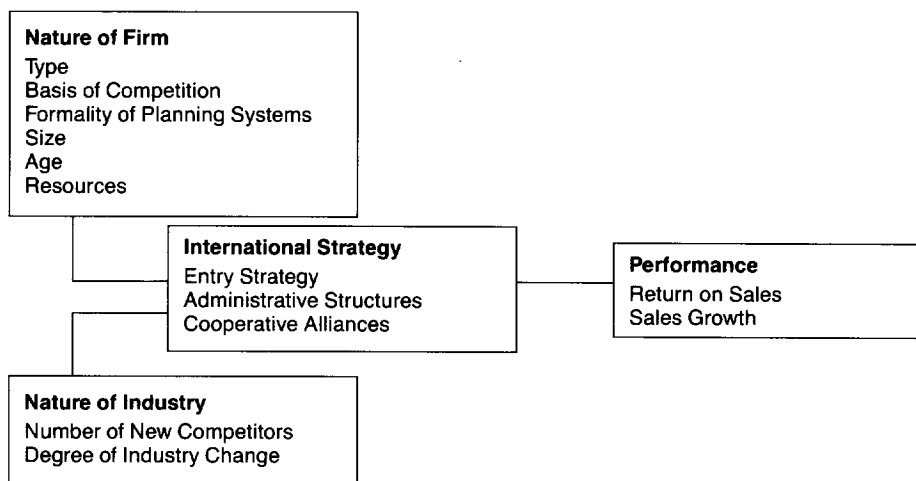 Nature of Firm
Type
Basis of Competition
Formality of Planning Systems
Size
Age
Resources
International Strategy
Entry Strategy
Administrative Structures
Cooperative Alliances
Performance
Return on Sales
Sales Growth
Nature of Industry
Number of New Competitors
Degree of Industry Change